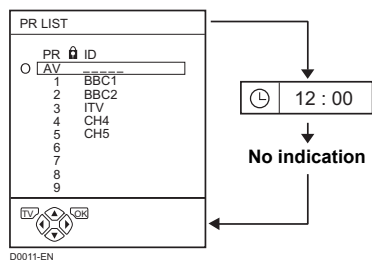 PR LIST
PR ID
AV _ _ _ _ _
1 BBC1
2 BBC2
3 ITV
4 CH4
5 CH5
6
7
8
9
TV OK
12 : 00
No indication
D0011-EN